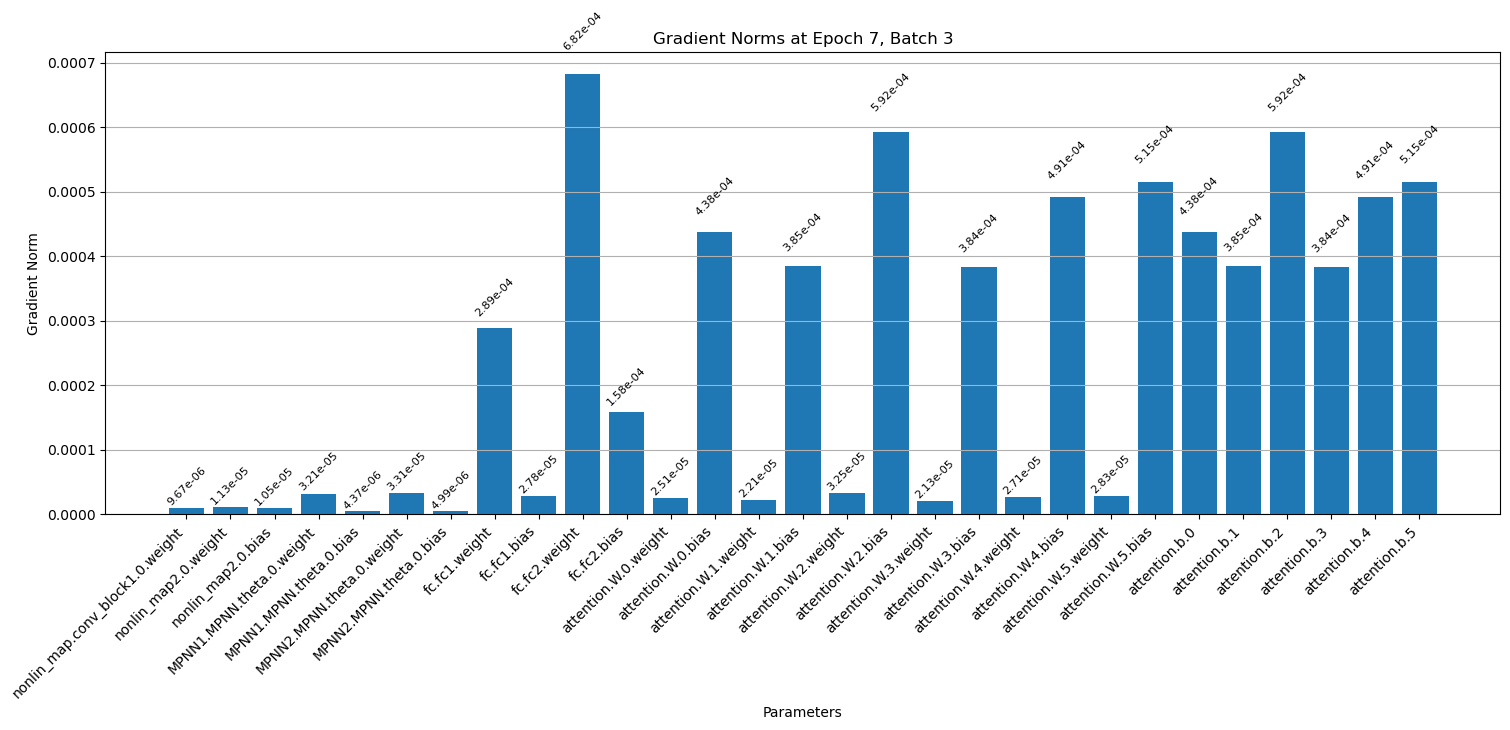 Gradient Norms at Epoch 7, Batch 3
Gradient Norm
0.0007
0.0006
0.0005
0.0004
0.0003
0.0002
0.0001
0.0000
9.67e-06
1.13e-05
1.05e-05
3.21e-05
4.37e-06
3.31e-05
4.99e-06
2.89e-04
2.78e-05
6.82e-04
1.58e-04
2.51e-05
4.38e-04
2.21e-05
3.85e-04
3.25e-05
5.92e-04
2.13e-05
3.84e-04
2.71e-05
4.91e-04
2.83e-05
5.15e-04
4.38e-04
3.85e-04
5.92e-04
3.84e-04
4.91e-04
5.15e-04
nonlin_map.conv_block1.0.weight
nonlin_map2.0.weight
nonlin_map2.0.bias
MPNN1.MPNN.theta.0.weight
MPNN1.MPNN.theta.0.bias
MPNN2.MPNN.theta.0.weight
MPNN2.MPNN.theta.0.bias
fc.fc1.weight
fc.fc1.bias
fc.fc2.weight
fc.fc2.bias
attention.W.0.weight
attention.W.0.bias
attention.W.1.weight
attention.W.1.bias
attention.W.2.weight
attention.W.2.bias
attention.W.3.weight
attention.W.3.bias
attention.W.4.weight
attention.W.4.bias
attention.W.5.weight
attention.W.5.bias
attention.b.0
attention.b.1
attention.b.2
attention.b.3
attention.b.4
attention.b.5
Parameters